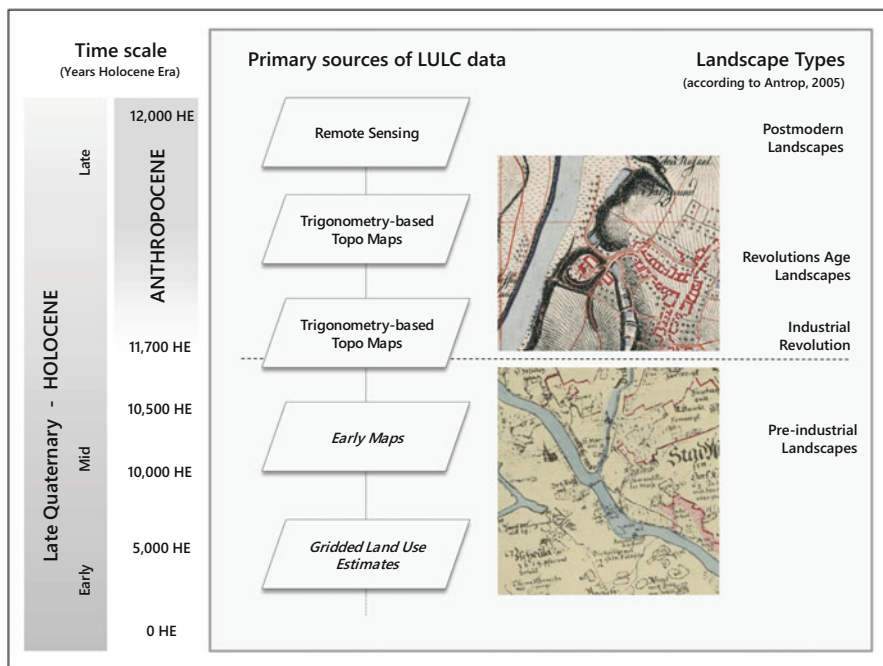 Time scale
(Years Holocene Era)
Late Quaternary - HOLOCENE
Late
Mid
Early
12,000 HE
ANTHROPOCENE
11,700 HE
10,500 HE
10,000 HE
5,000 HE
0 HE
Primary sources of LULC data
Remote Sensing
Trigonometry-based
Topo Maps
Trigonometry-based
Topo Maps
Early Maps
Gridded Land Use
Estimates
Landscape Types
(according to Antrop, 2005)
Postmodern
Landscapes
Revolutions Age
Landscapes
Industrial
Revolution
Pre-industrial
Landscapes